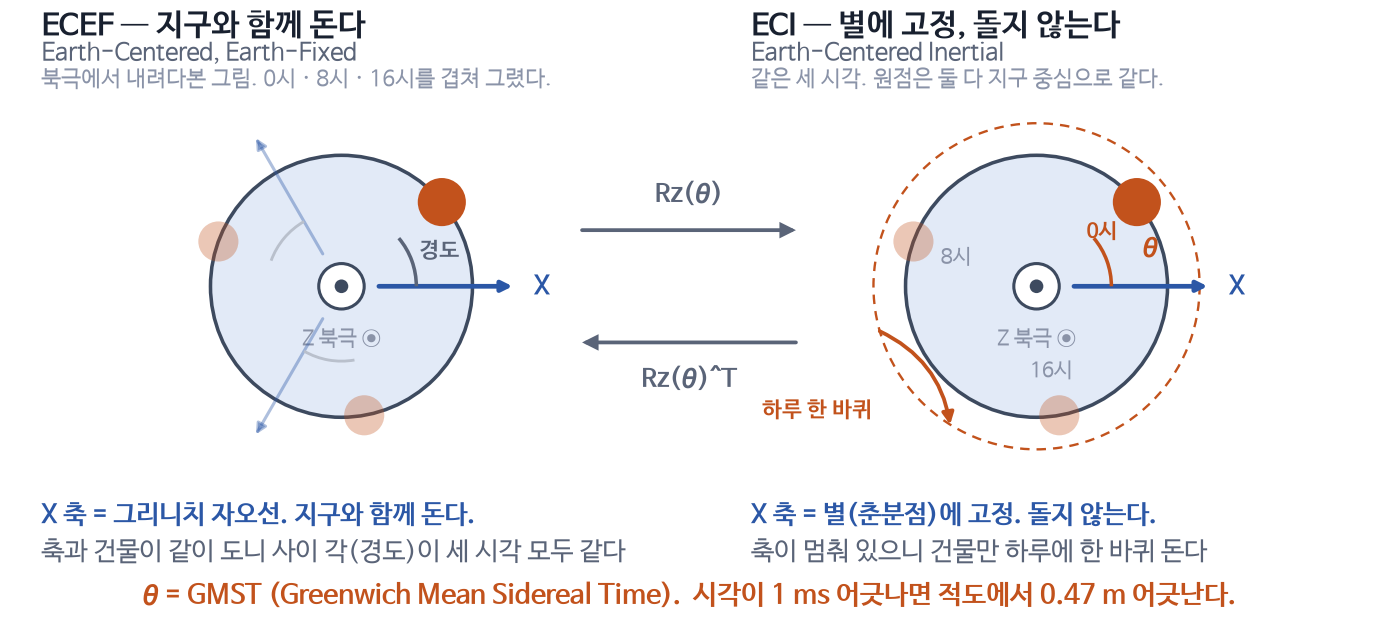 ECEF — 지구와 함께 돈다
Earth-Centered, Earth-Fixed
북극에서 내려다본 그림. 0시 · 8시 · 16시를 겹쳐 그렸다.
경도
X
Z 북극 ⊙
Rz(θ)
Rz(θ)^T
ECI — 별에 고정, 돌지 않는다
Earth-Centered Inertial
같은 세 시각. 원점은 둘 다 지구 중심으로 같다.
0시
θ
8시
X
Z 북극 ⊙
16시
하루 한 바퀴
X 축 = 그리니치 자오선. 지구와 함께 돈다.
축과 건물이 같이 도니 사이 각(경도)이 세 시각 모두 같다
X 축 = 별(춘분점)에 고정. 돌지 않는다.
축이 멈춰 있으니 건물만 하루에 한 바퀴 돈다
θ = GMST (Greenwich Mean Sidereal Time). 시각이 1 ms 어긋나면 적도에서 0.47 m 어긋난다.